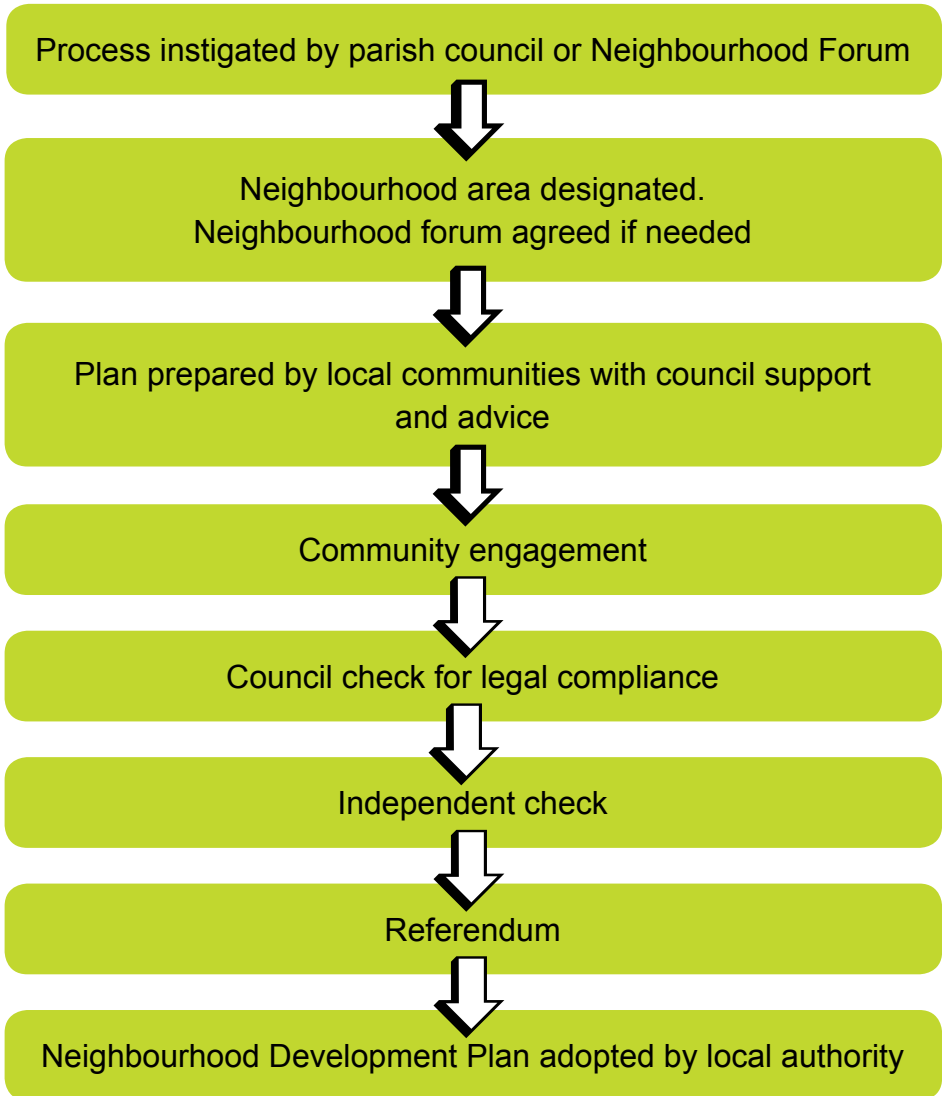 Process instigated by parish council or Neighbourhood Forum
Neighbourhood area designated.
Neighbourhood forum agreed if needed
Plan prepared by local communities with council support
and advice
Community engagement
Council check for legal compliance
Independent check
Referendum
Neighbourhood Development Plan adopted by local authority